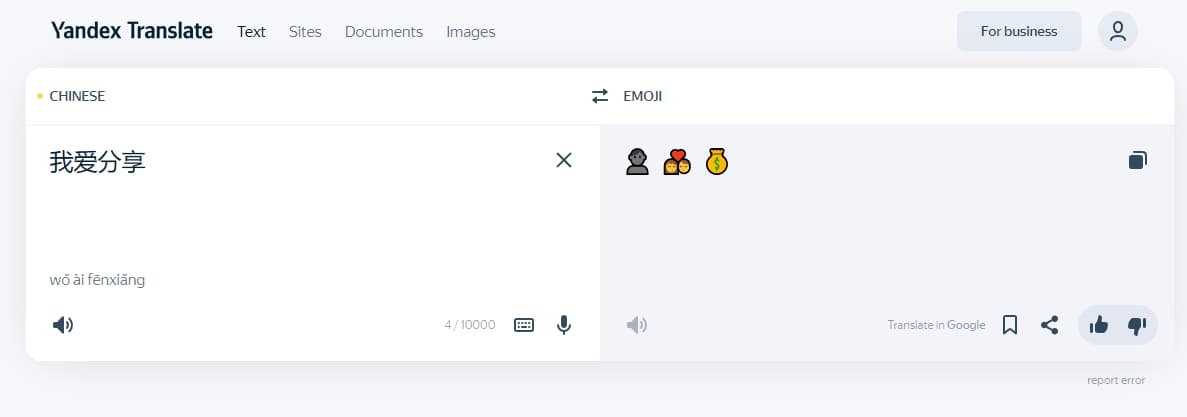 Yandex Translate Text Sites Documents Images For business
CHINESE EMOJI
我爱分享 👤 💏 💰
wǒ ài fēnxiǎng
4 / 10000 Translate in Google
report error